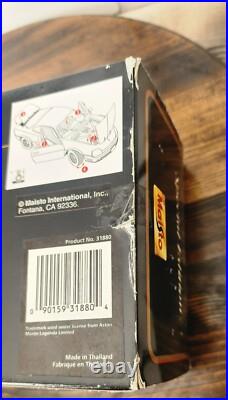 © Maisto International, Inc.,
Fontana, CA 92336.
Product No. 31880
0 90159 31880 4
Trademark used under license from Aston
Martin Lagonda Limited
Made in Thailand
Fabriqué en Thaïlande
Maisto